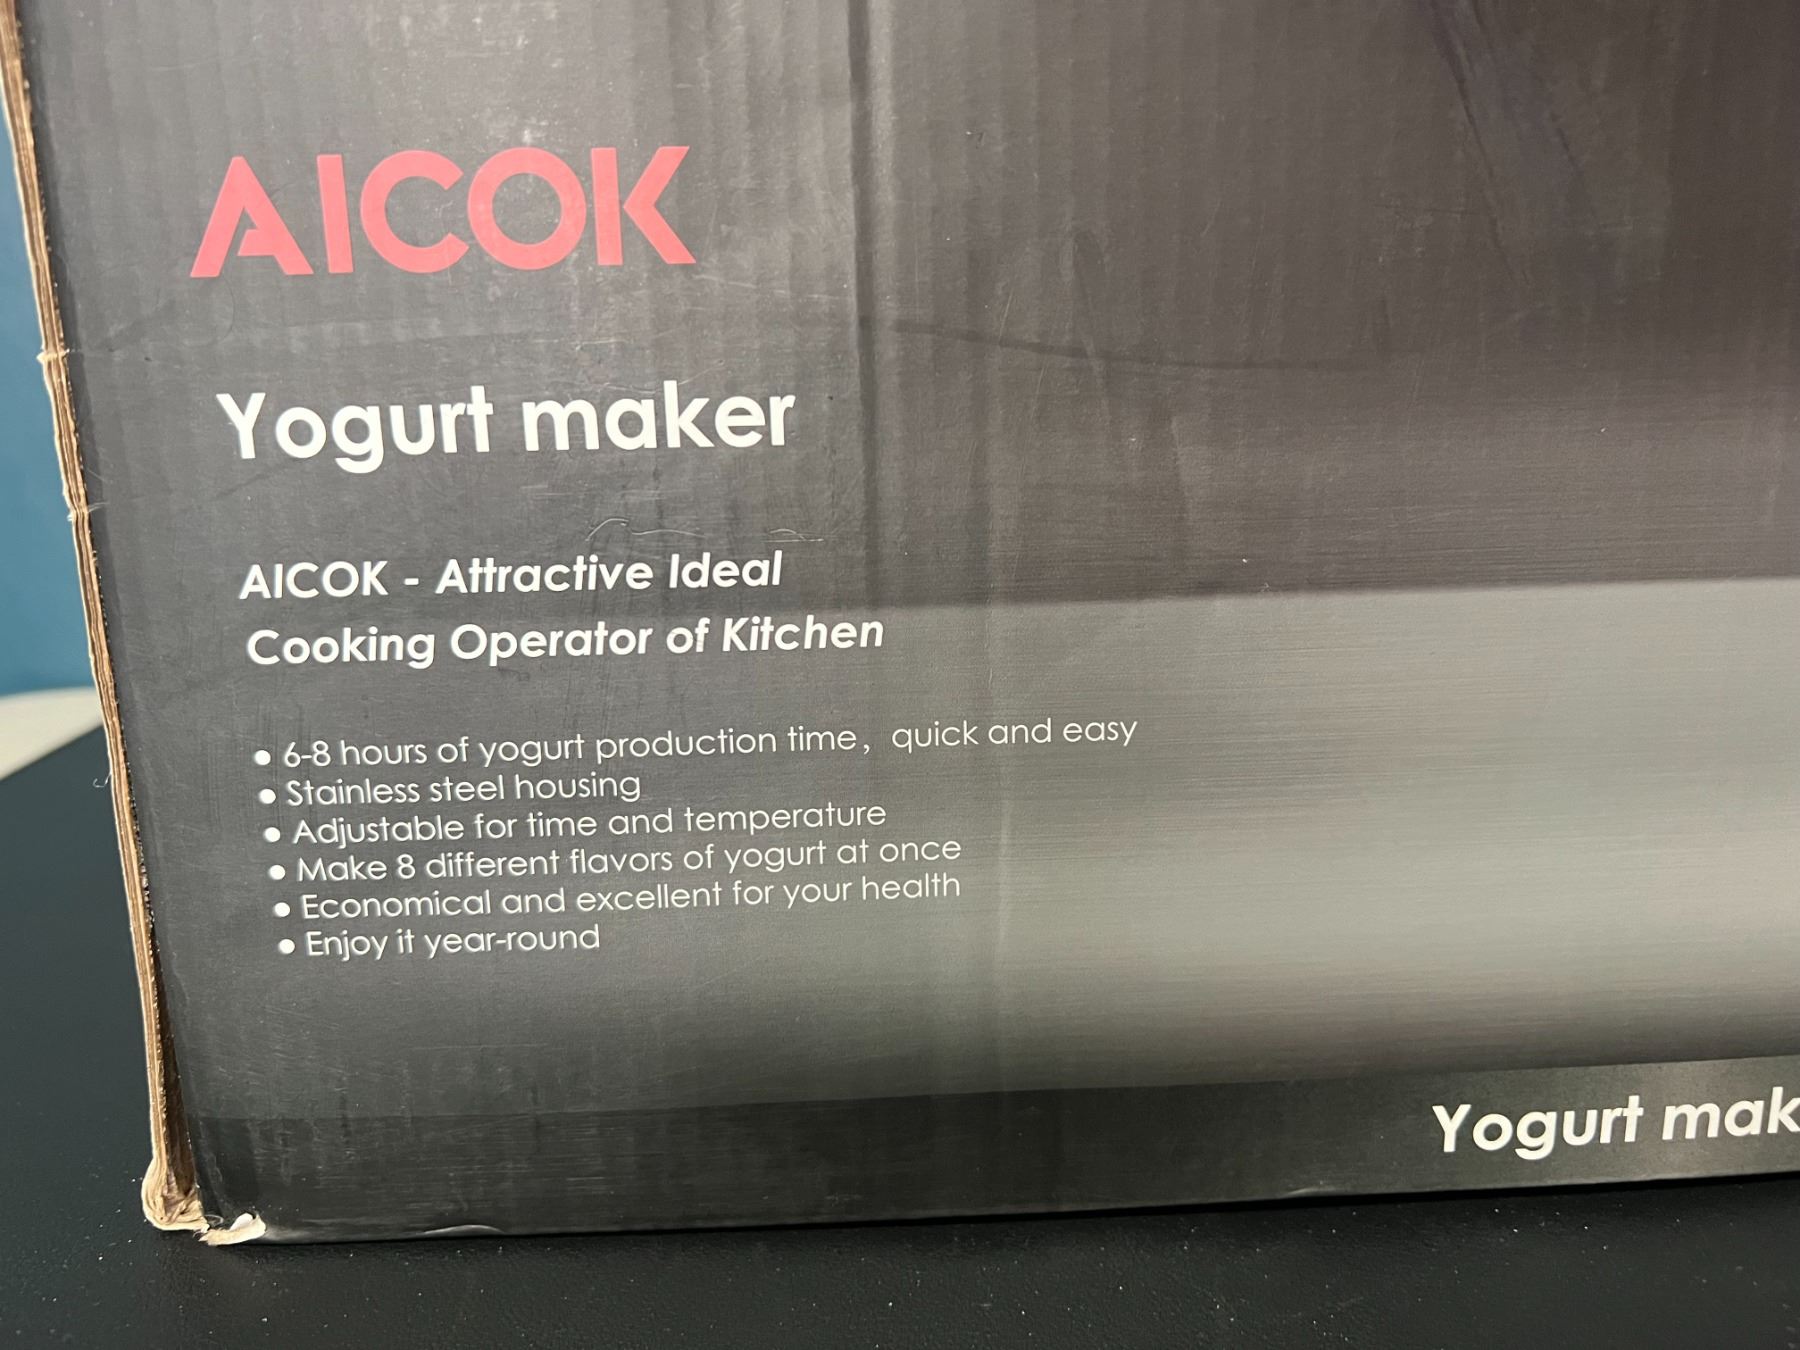 AICOK
Yogurt maker
AICOK - Attractive Ideal
Cooking Operator of Kitchen
• 6-8 hours of yogurt production time，quick and easy
• Stainless steel housing
• Adjustable for time and temperature
• Make 8 different flavors of yogurt at once
• Economical and excellent for your health
• Enjoy it year-round
Yogurt mak